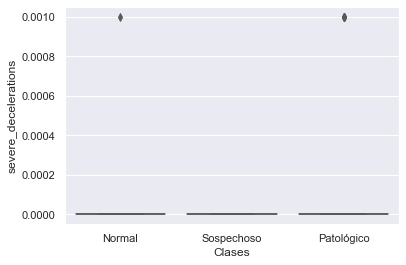 0.0010
0.0008
0.0006
0.0004
0.0002
0.0000
severe_decelerations
Normal
Sospechoso
Patológico
Clases